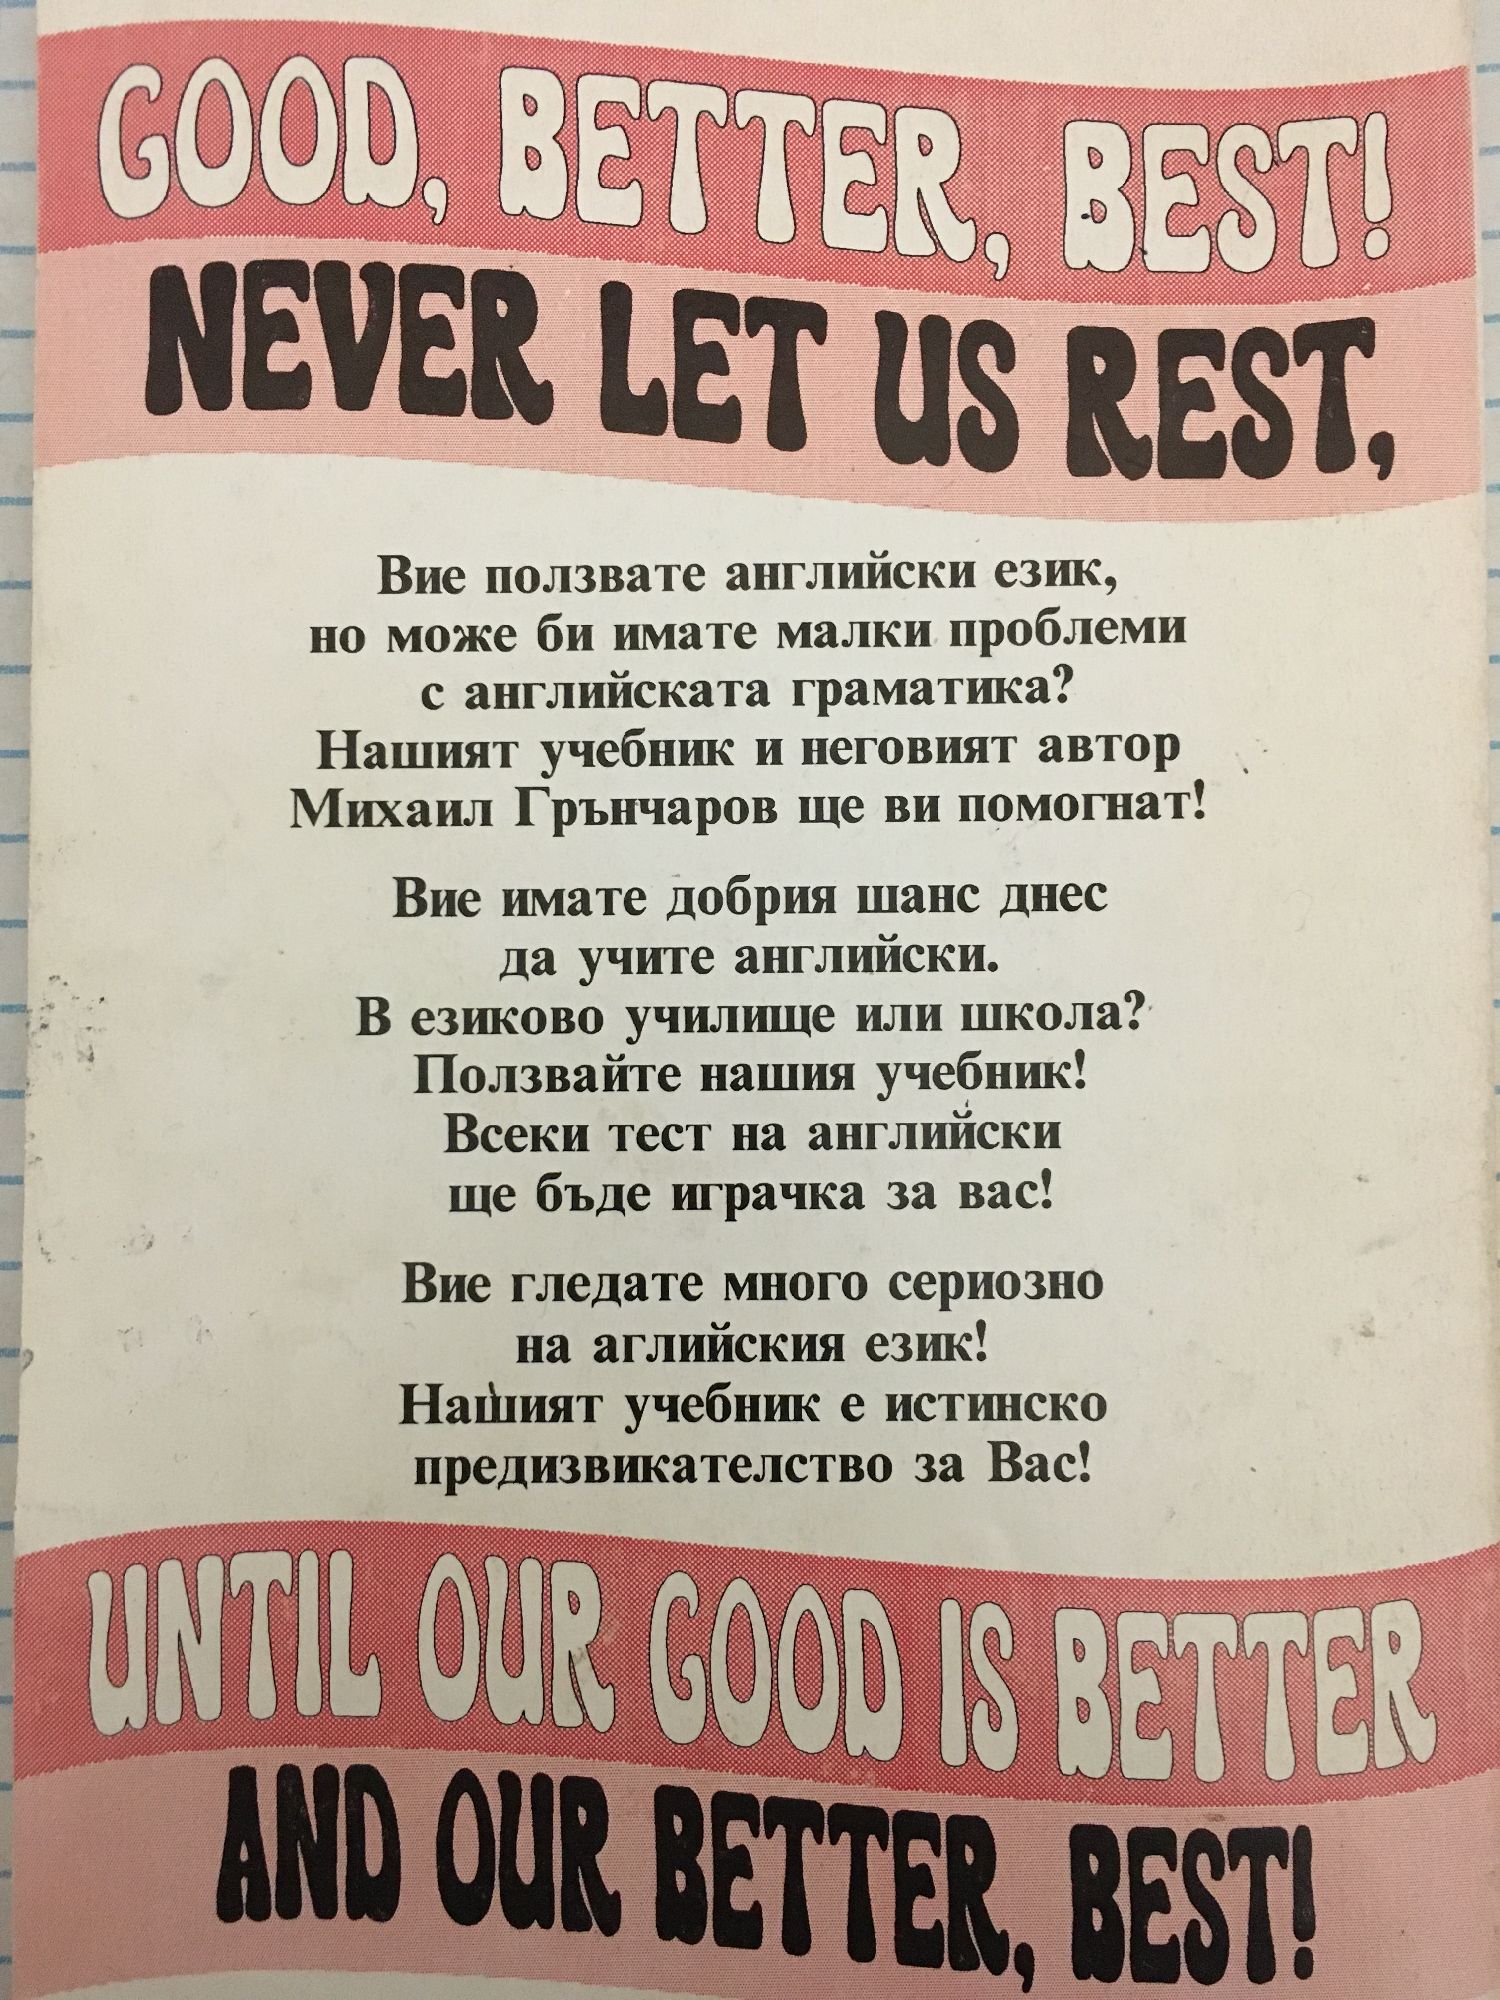 GOOD, BETTER, BEST!
NEVER LET US REST,
Вие ползвате английски език,
но може би имате малки проблеми
с английската граматика?
Нашият учебник и неговият автор
Михаил Грънчаров ще ви помогнат!
Вие имате добрия шанс днес
да учите английски.
В езиково училище или школа?
Ползвайте нашия учебник!
Всеки тест на английски
ще бъде играчка за вас!
Вие гледате много сериозно
на аглийския език!
Нашият учебник е истинско
предизвикателство за Вас!
UNTIL OUR GOOD IS BETTER
AND OUR BETTER, BEST!